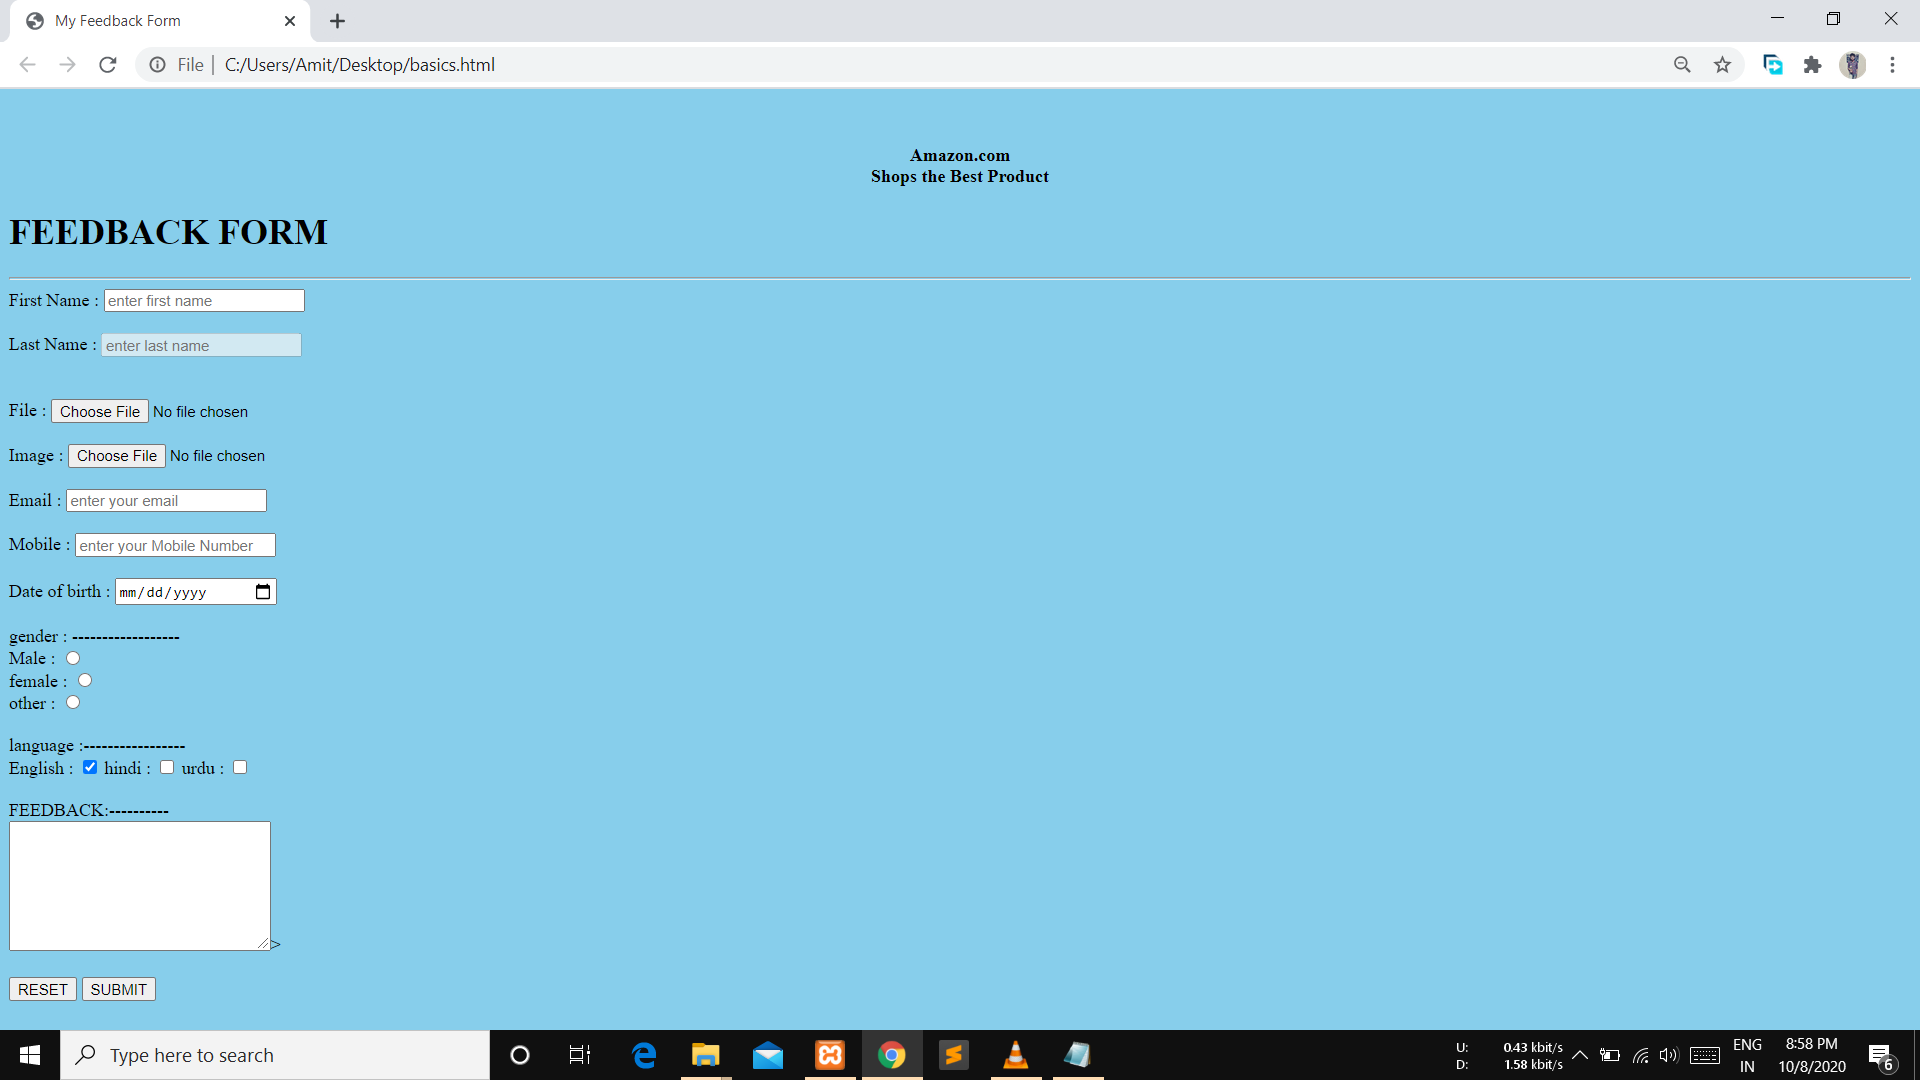 My Feedback Form
File | C:/Users/Amit/Desktop/basics.html
Amazon.com
Shops the Best Product
FEEDBACK FORM
First Name : enter first name
Last Name : enter last name
File : Choose File No file chosen
Image : Choose File No file chosen
Email : enter your email
Mobile : enter your Mobile Number
Date of birth : mm/dd/yyyy
gender : ------------------
Male :
female :
other :
language :-----------------
English : hindi : urdu :
FEEDBACK:----------
>
RESET SUBMIT
Type here to search
U: 0.43 kbit/s
D: 1.58 kbit/s
ENG
IN
8:58 PM
10/8/2020
6